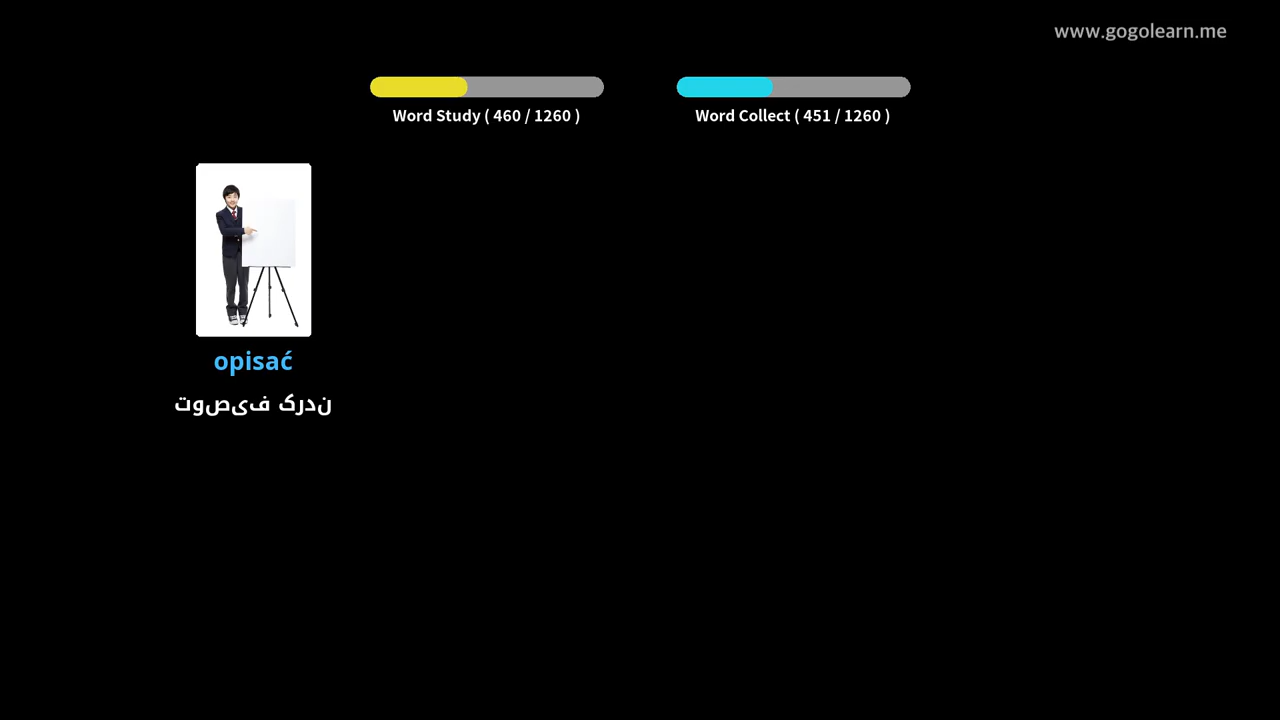 www.gogolearn.me
Word Study ( 460 / 1260 )
Word Collect ( 451 / 1260 )
opisać
توصیف کردن